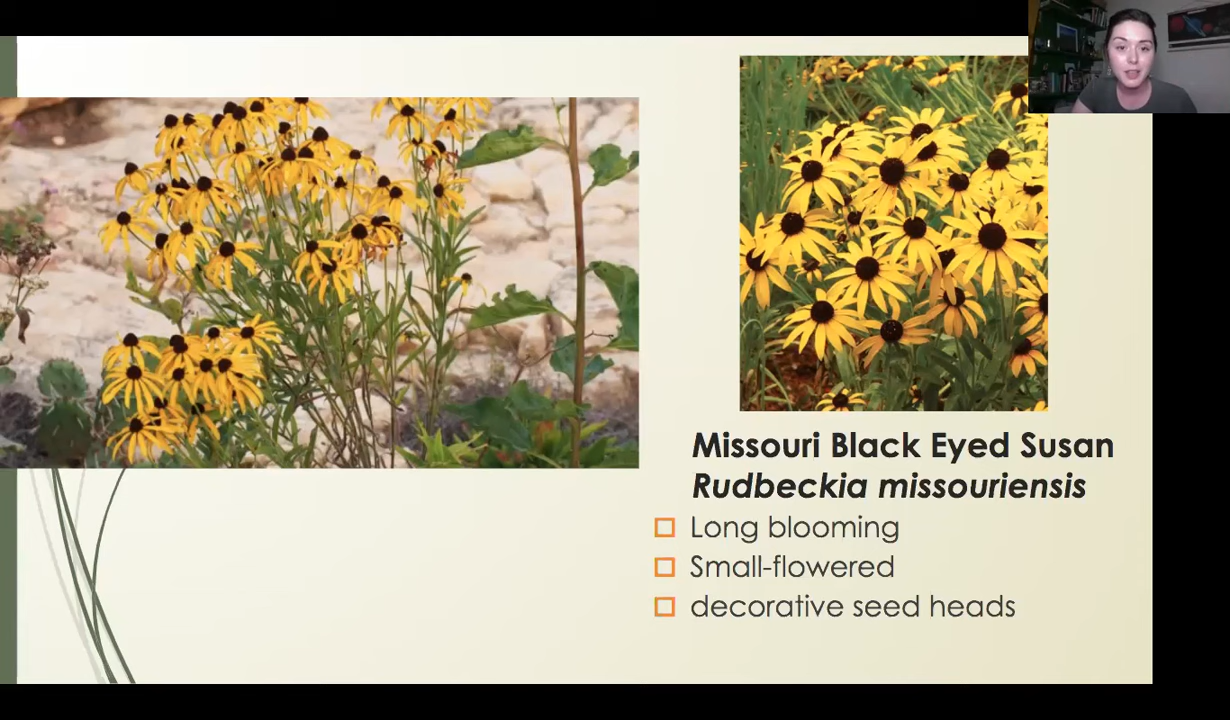 Missouri Black Eyed Susan
Rudbeckia missouriensis
Long blooming
Small-flowered
decorative seed heads